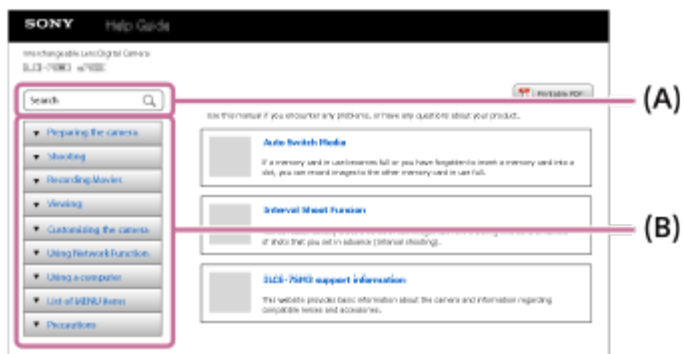 SONY Help Guide
Interchangeable Lens Digital Camera
Search
Printable PDF
(A)
Use this manual if you encounter any problems, or have any questions about your product.
Preparing the camera
Shooting
Recording Movies
Viewing
Customizing the camera
Using Network Function
Using a computer
List of MENU items
Precautions
Auto Switch Media
If a memory card in use becomes full or you have forgotten to insert a memory card into a
slot, you can record images to the other memory card in use full.
Interval Shoot Funsion
(B)
of shots that you set in advance (Interval shooting).
ILCE-7SM3 support information
This website provides basic information about the camera and information regarding
compatible lenses and accessories.